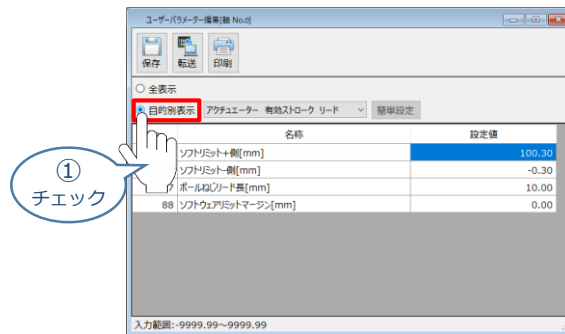 ユーザーパラメーター編集[軸 No.0]
保存 転送 印刷
全表示
目的別表示 アクチュエーター 有効ストローク リード 簡単設定
名称 設定値
ソフトリミット+側[mm] 100.30
ソフトリミット-側[mm] -0.30
7 ボールねじリード長[mm] 10.00
88 ソフトウェアリミットマージン[mm] 0.00
①
チェック
入力範囲:-9999.99～9999.99